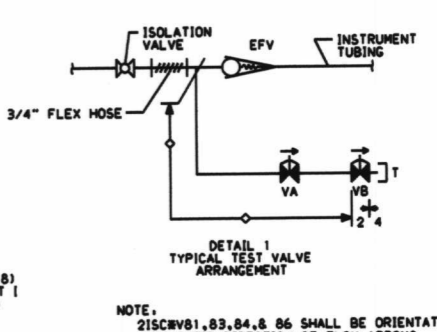 ISOLATION
VALVE
EFV
INSTRUMENT
TUBING
3/4" FLEX HOSE
T
VA
VB
2 4
DETAIL 1
TYPICAL TEST VALVE
ARRANGEMENT
8)
T [
NOTE.
2ISC#V81,83,84,& 86 SHALL BE ORIENTAT